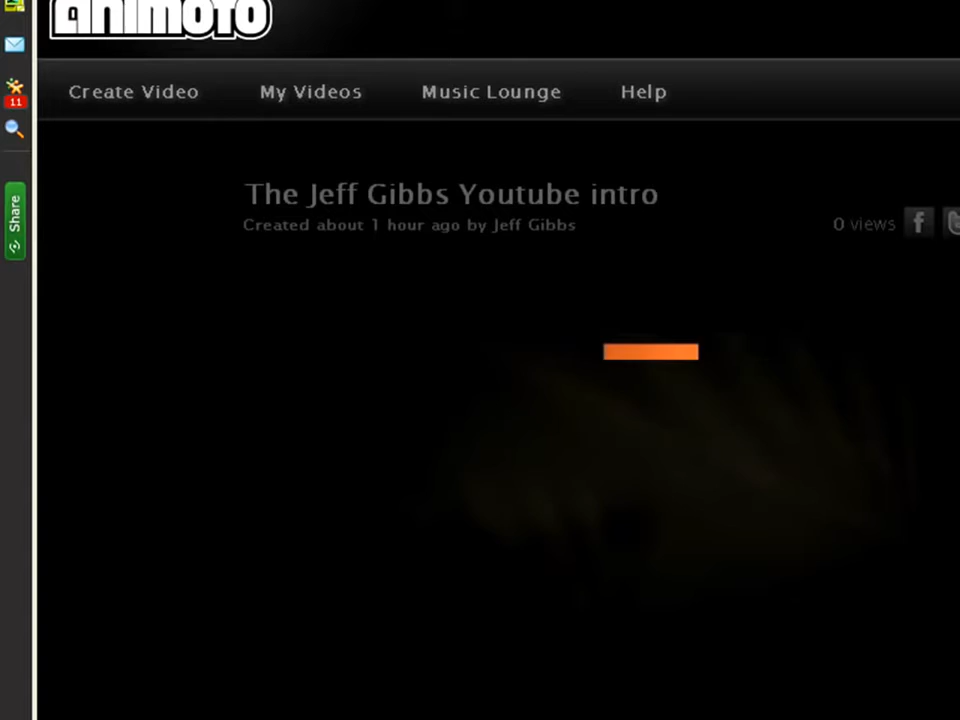 animoto
Create Video My Videos Music Lounge Help
11
Share
The Jeff Gibbs Youtube intro
Created about 1 hour ago by Jeff Gibbs
0 views